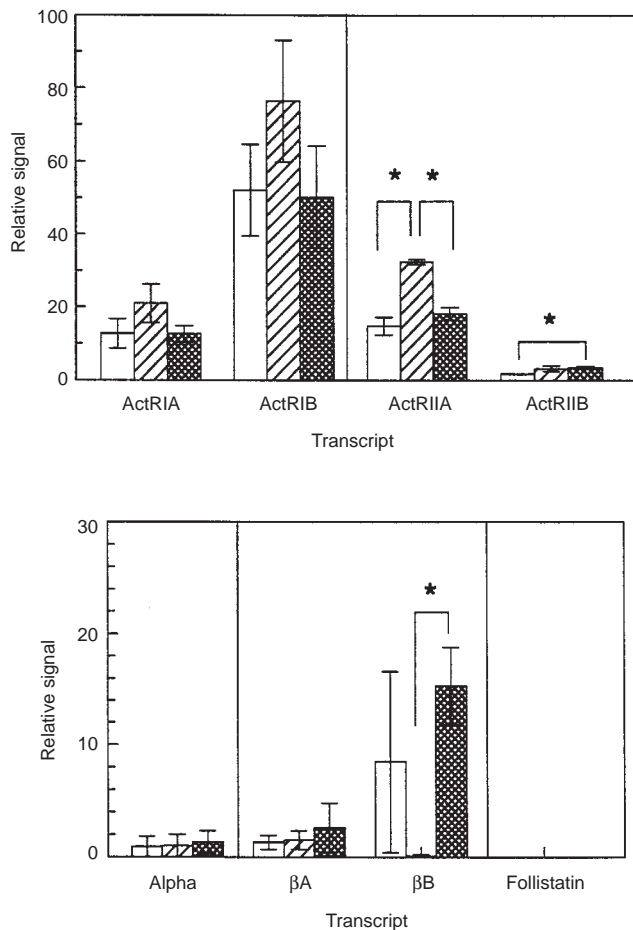 100
80
60
40
20
0
Relative signal
* *
*
ActRIA ActRIB ActRIIA ActRIIB
Transcript
30
20
10
0
Relative signal
*
Alpha βA βB Follistatin
Transcript